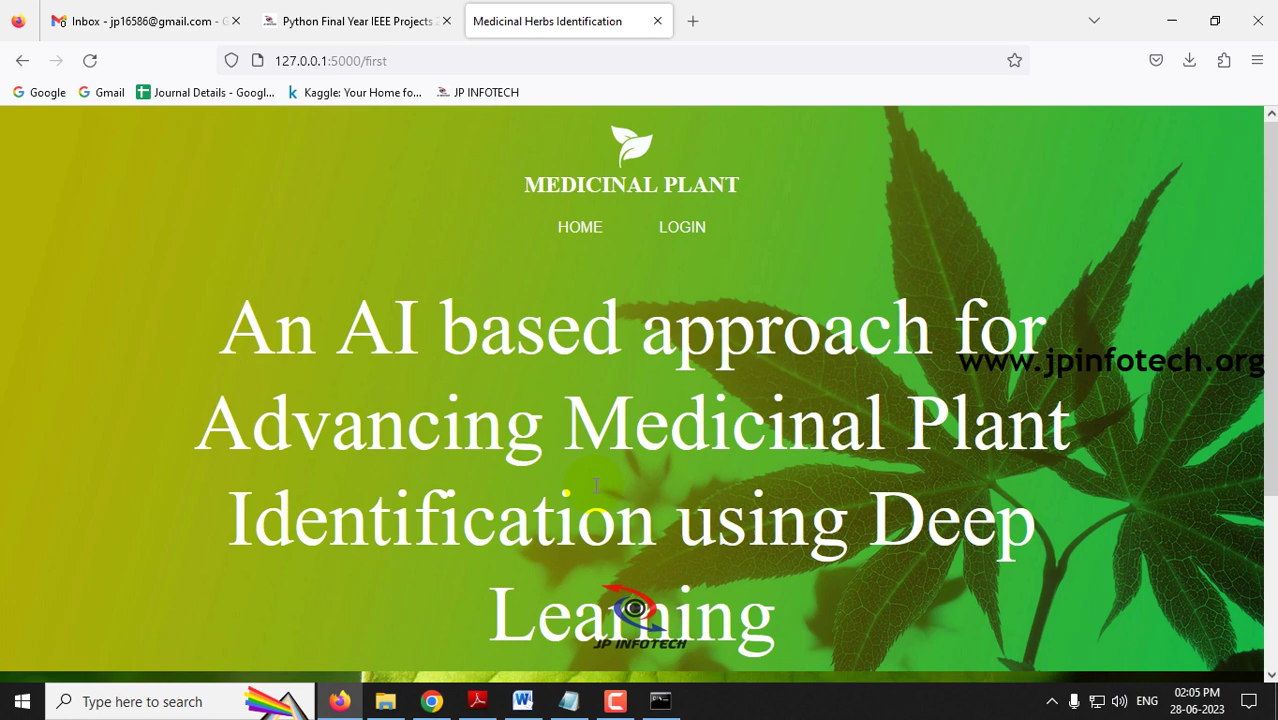 Inbox - jp16586@gmail.com - G
Python Final Year IEEE Projects 2
Medicinal Herbs Identification
127.0.0.1:5000/first
Google
Gmail
Journal Details - Googl...
Kaggle: Your Home fo...
JP INFOTECH
MEDICINAL PLANT
HOME
LOGIN
An AI based approach for
www.jpinfotech.org
Advancing Medicinal Plant
Identification using Deep
Learning
JP INFOTECH
Type here to search
ENG
02:05 PM
28-06-2023